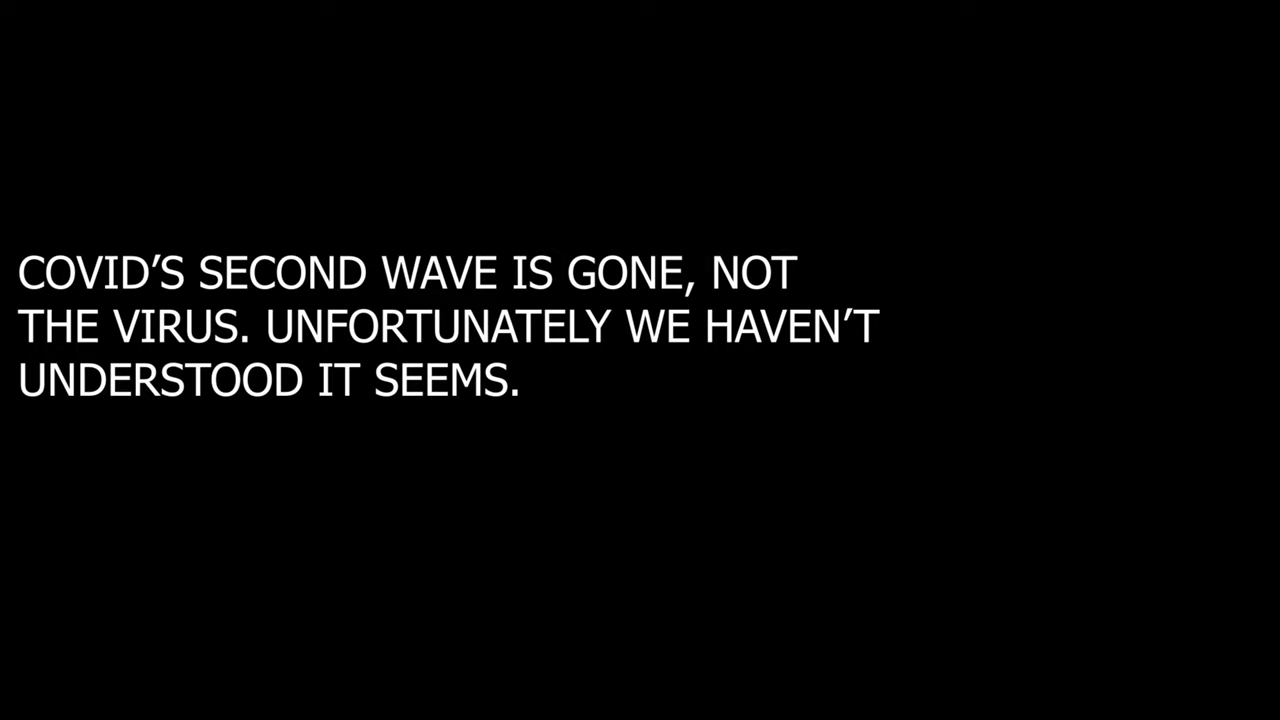 COVID’S SECOND WAVE IS GONE, NOT
THE VIRUS. UNFORTUNATELY WE HAVEN’T
UNDERSTOOD IT SEEMS.